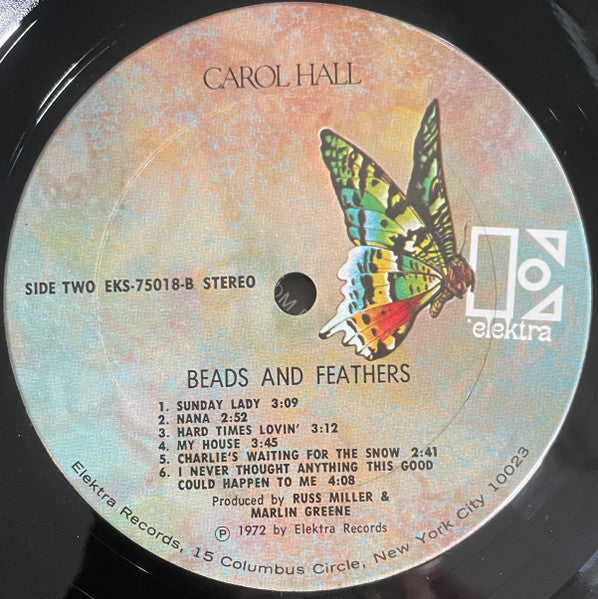 CAROL HALL
SIDE TWO EKS-75018-B STEREO
elektra
BEADS AND FEATHERS
1. SUNDAY LADY 3:09
2. NANA 2:52
3. HARD TIMES LOVIN' 3:12
4. MY HOUSE 3:45
5. CHARLIE'S WAITING FOR THE SNOW 2:41
6. I NEVER THOUGHT ANYTHING THIS GOOD
COULD HAPPEN TO ME 4:08
Produced by RUSS MILLER &
MARLIN GREENE
℗ 1972 by Elektra Records
Elektra Records, 15 Columbus Circle, New York City 10023